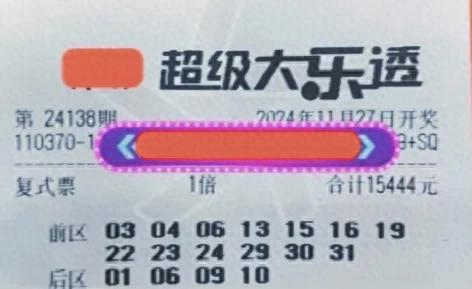 超级大乐透
第 24138期 2024年11月27日开奖
110370-1 +SQ
复式票 1倍 合计15444元
前区 03 04 06 13 15 16 19
22 23 24 29 30 31
后区 01 06 09 10